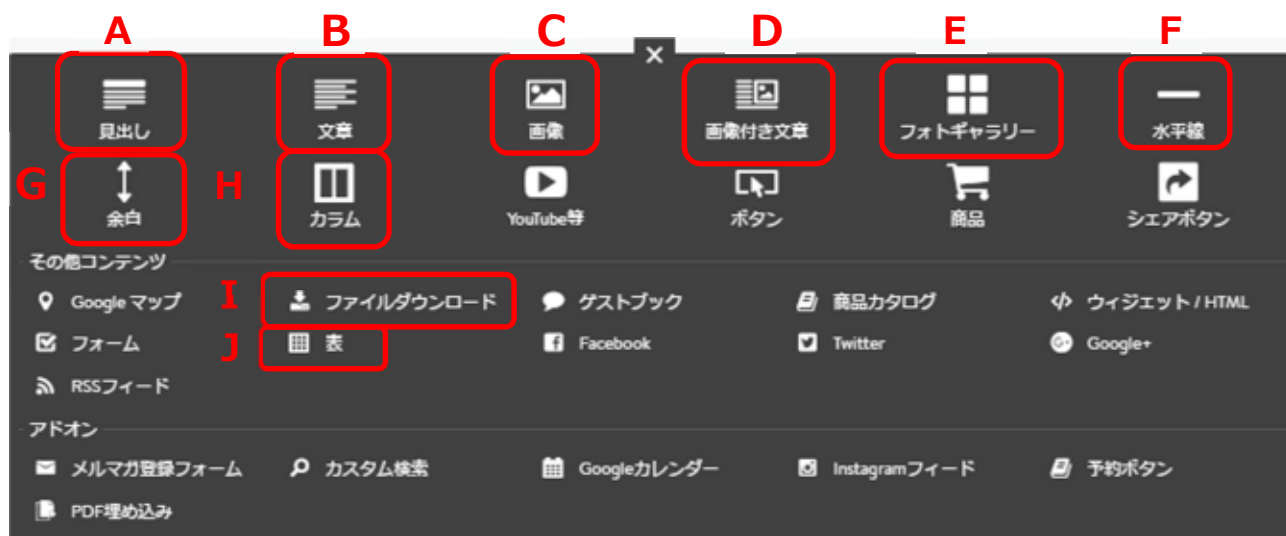 A B C D E F
×
見出し 文章 画像 画像付き文章 フォトギャラリー 水平線
G H
余白 カラム YouTube等 ボタン 商品 シェアボタン
その他コンテンツ
Google マップ I ファイルダウンロード ゲストブック 商品カタログ ウィジェット / HTML
フォーム J 表 Facebook Twitter Google+
RSSフィード
アドオン
メルマガ登録フォーム カスタム検索 Googleカレンダー Instagramフィード 予約ボタン
PDF埋め込み